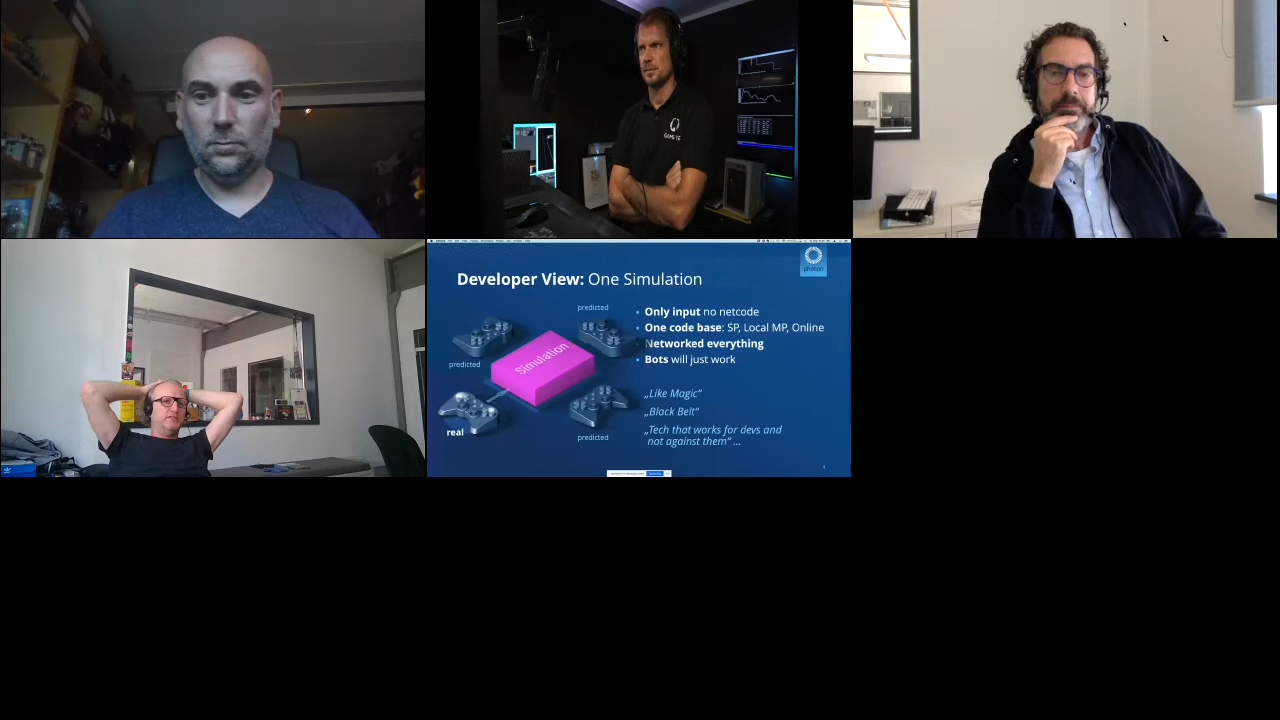 photon
Developer View: One Simulation
predicted
Only input no netcode
One code base: SP, Local MP, Online
Networked everything
Bots will just work
Simulation
predicted
real
predicted
„Like Magic“
„Black Belt“
„Tech that works for devs and
not against them“ ...
4